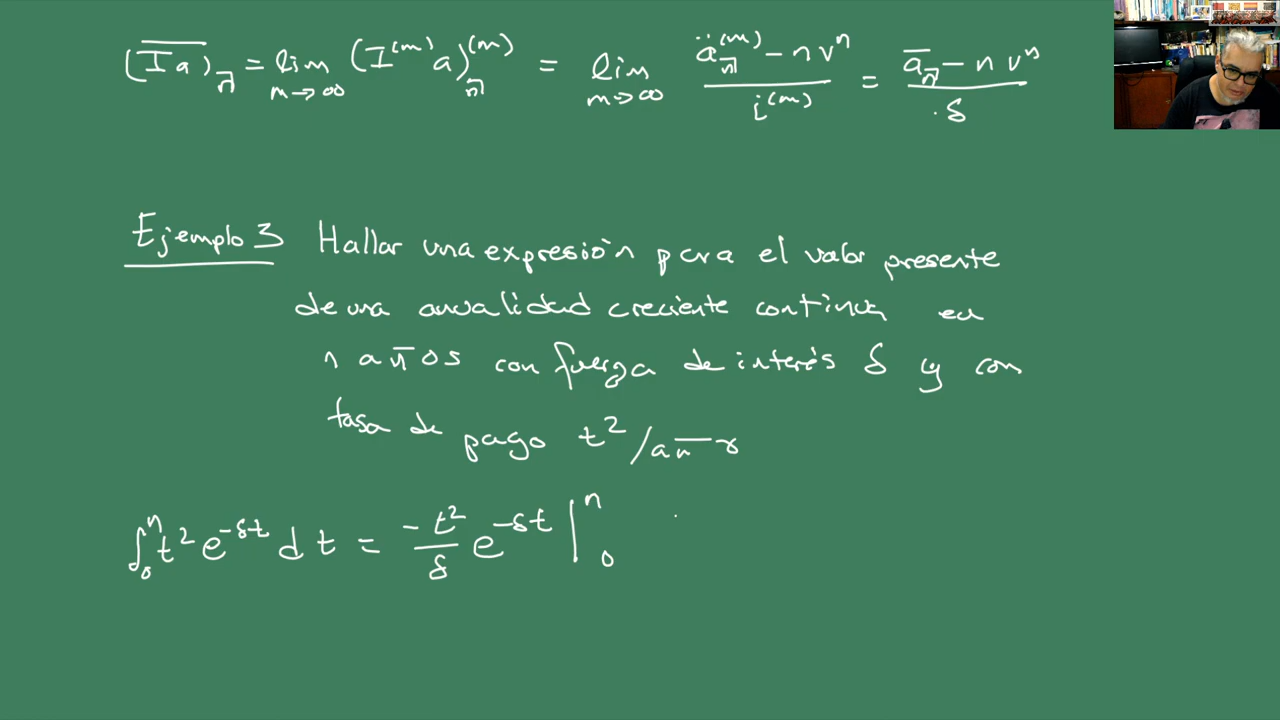 (Īa)_n̅| = lim_{m→∞} (I^(m) a)^(m)_n̅| = lim_{m→∞} (ä^(m)_n̅| - n v^n) / i^(m) = (ā_n̅| - n v^n) / δ
Ejemplo 3 Hallar una expresión para el valor presente
de una anualidad creciente continua en
n años con fuerza de interés δ y con
tasa de pago t² / año
∫_0^n t² e^{-δt} dt = -t²/δ e^{-δt} |_0^n